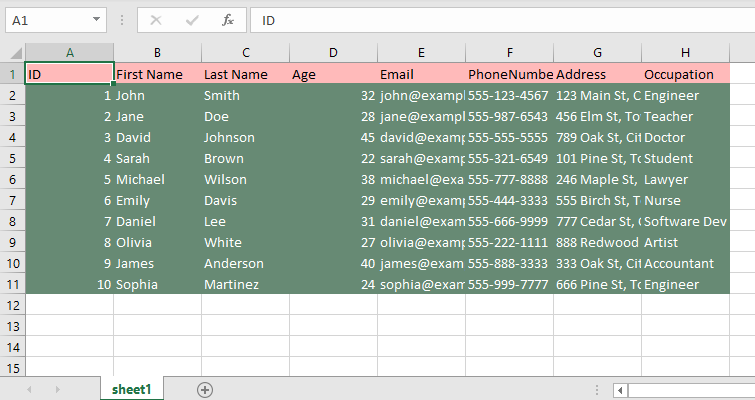 A1 fx ID
A B C D E F G H
1 ID First Name Last Name Age Email PhoneNumbe Address Occupation
2 1 John Smith 32 john@exampl 555-123-4567 123 Main St, C Engineer
3 2 Jane Doe 28 jane@exampl 555-987-6543 456 Elm St, To Teacher
4 3 David Johnson 45 david@examp 555-555-5555 789 Oak St, Cit Doctor
5 4 Sarah Brown 22 sarah@examp 555-321-6549 101 Pine St, To Student
6 5 Michael Wilson 38 michael@exa 555-777-8888 246 Maple St, Lawyer
7 6 Emily Davis 29 emily@examp 555-444-3333 555 Birch St, T Nurse
8 7 Daniel Lee 31 daniel@exam 555-666-9999 777 Cedar St, C Software Dev
9 8 Olivia White 27 olivia@examp 555-222-1111 888 Redwood Artist
10 9 James Anderson 40 james@exam 555-888-3333 333 Oak St, Cit Accountant
11 10 Sophia Martinez 24 sophia@exam 555-999-7777 666 Pine St, To Engineer
12
13
14
15
sheet1